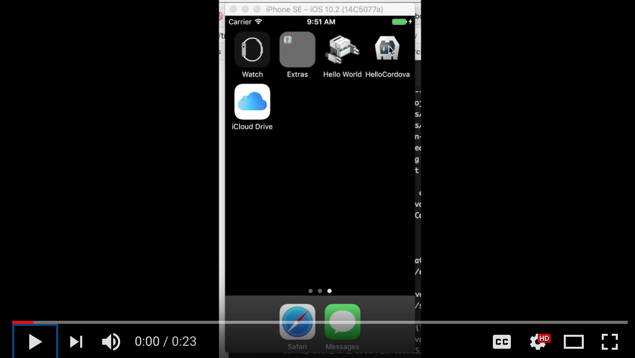 iPhone SE – iOS 10.2 (14C5077a)
Carrier 9:51 AM
Watch Extras Hello World HelloCordova
iCloud Drive
Safari Messages
0:00 / 0:23 CC HD